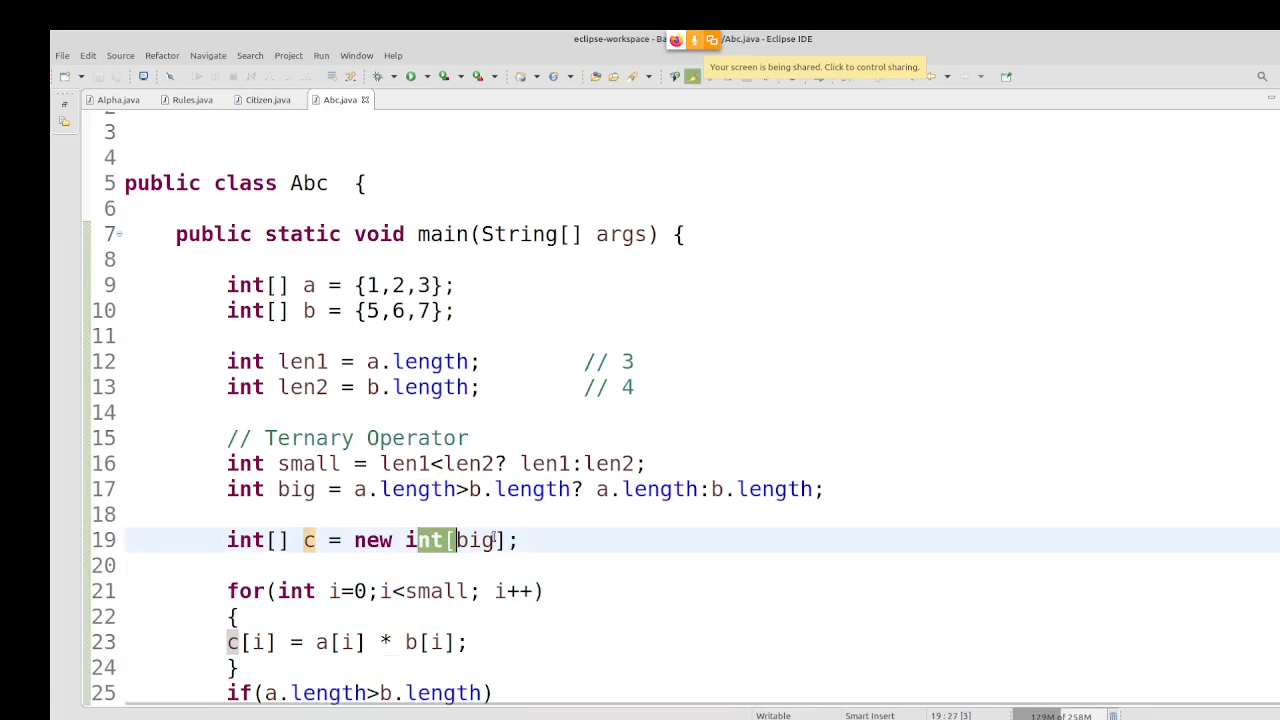 eclipse-workspace - Ba /Abc.java - Eclipse IDE
File Edit Source Refactor Navigate Search Project Run Window Help
Your screen is being shared. Click to control sharing.
Alpha.java Rules.java Citizen.java Abc.java
2
3
4
5 public class Abc {
6
7 public static void main(String[] args) {
8
9 int[] a = {1,2,3};
10 int[] b = {5,6,7};
11
12 int len1 = a.length; // 3
13 int len2 = b.length; // 4
14
15 // Ternary Operator
16 int small = len1<len2? len1:len2;
17 int big = a.length>b.length? a.length:b.length;
18
19 int[] c = new int[big];
20
21 for(int i=0;i<small; i++)
22 {
23 c[i] = a[i] * b[i];
24 }
25 if(a.length>b.length)
Writable Smart Insert 19 : 27 [3] 129M of 258M